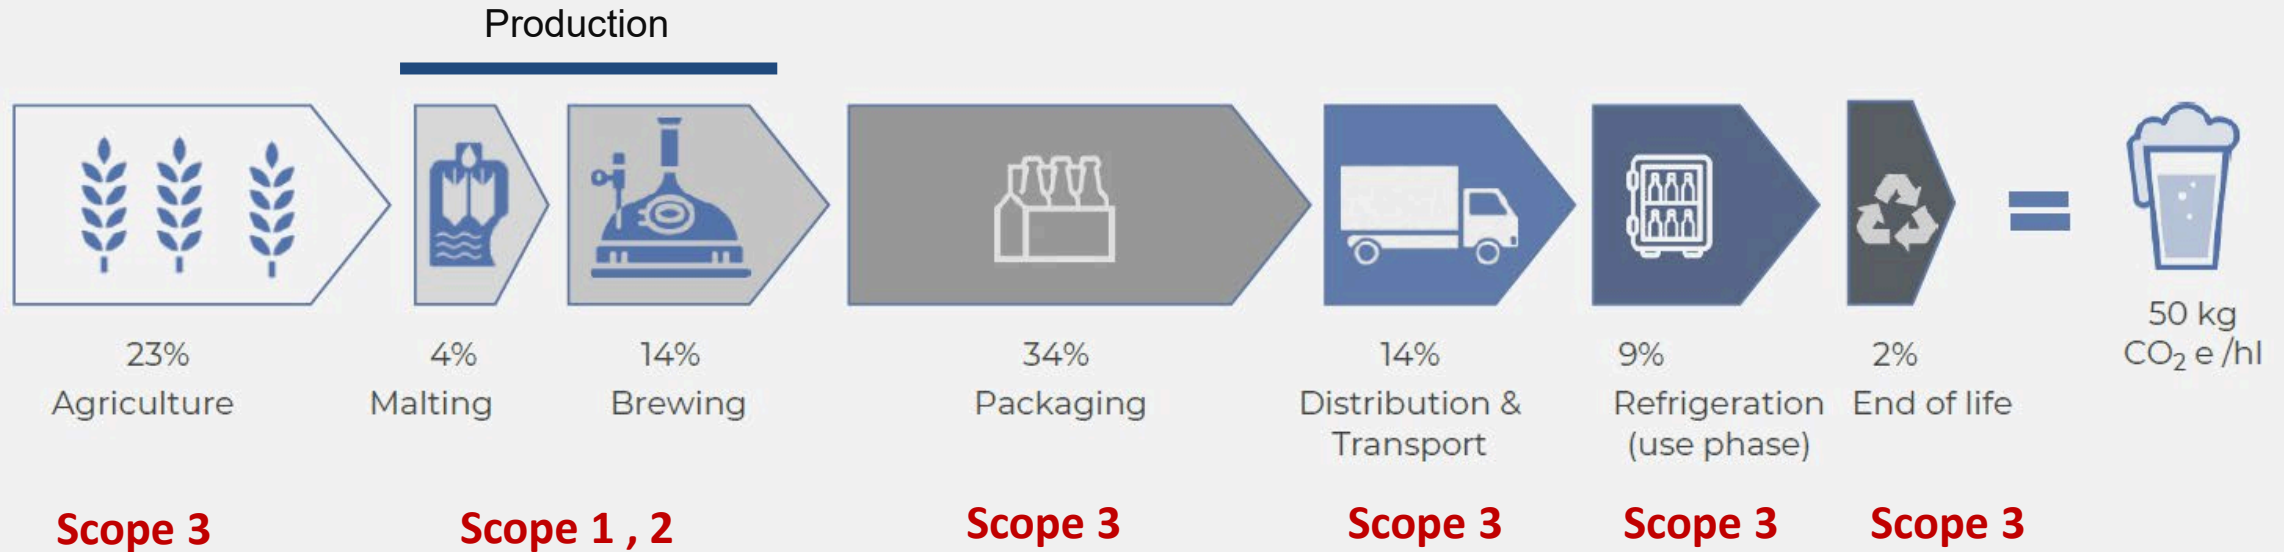 Production
23%
Agriculture
4%
Malting
14%
Brewing
34%
Packaging
14%
Distribution &
Transport
9%
Refrigeration
(use phase)
2%
End of life
50 kg
CO₂ e /hl
Scope 3
Scope 1 , 2
Scope 3
Scope 3
Scope 3
Scope 3